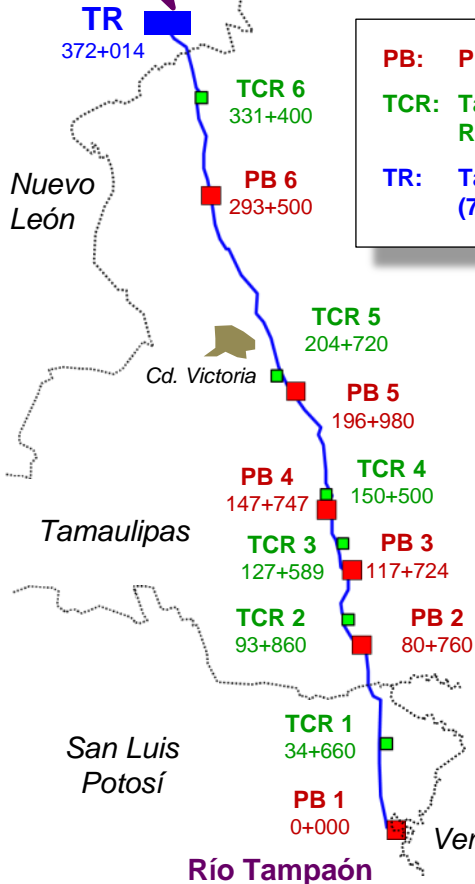 TR
372+014
TCR 6
331+400
PB:
TCR:
TR:
(7
Nuevo
León
PB 6
293+500
TCR 5
204+720
Cd. Victoria
PB 5
196+980
PB 4
147+747
TCR 4
150+500
Tamaulipas
TCR 3
127+589
PB 3
117+724
TCR 2
93+860
PB 2
80+760
TCR 1
34+660
San Luis
Potosí
PB 1
0+000
Río Tampaón